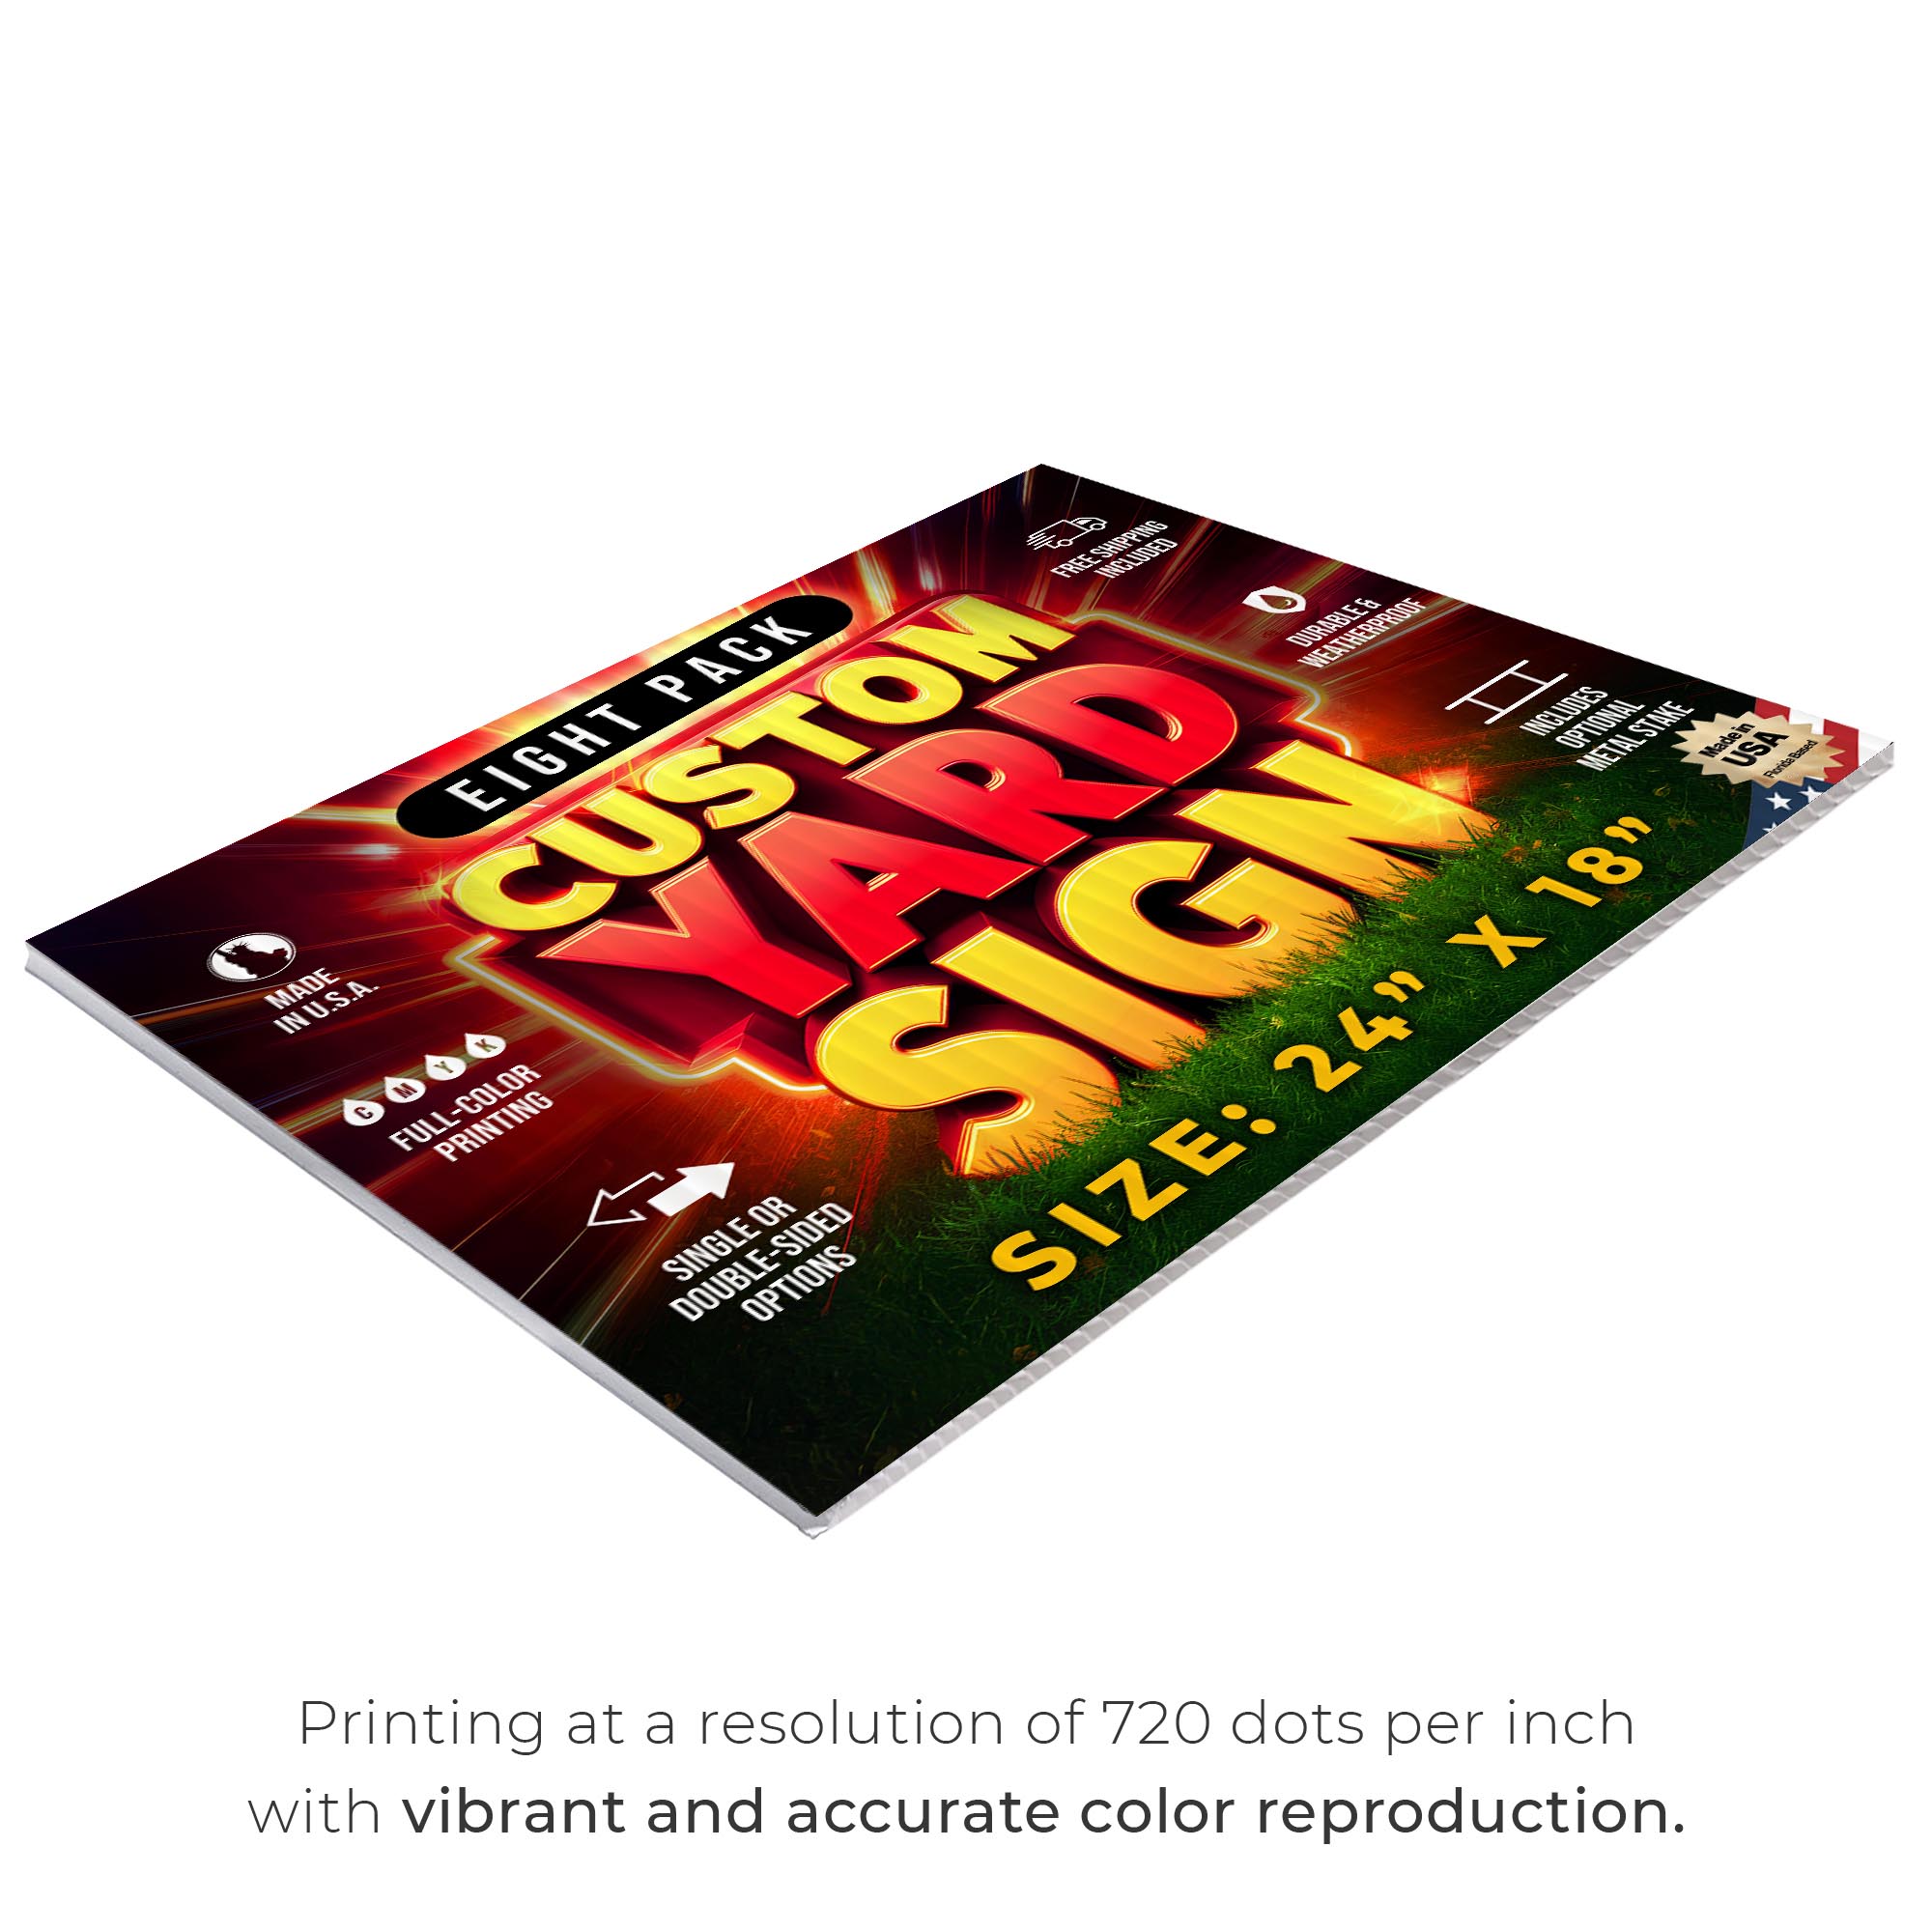 EIGHT PACK
CUSTOM
YARD
SIGN
SIZE: 24” X 18”
MADE
IN U.S.A.
C M Y K
FULL-COLOR
PRINTING
SINGLE OR
DOUBLE-SIDED
OPTIONS
FREE SHIPPING
INCLUDED
DURABLE &
WEATHERPROOF
INCLUDES
OPTIONAL
METAL STAKE
Made in
USA
Florida Based
Printing at a resolution of 720 dots per inch
with vibrant and accurate color reproduction.